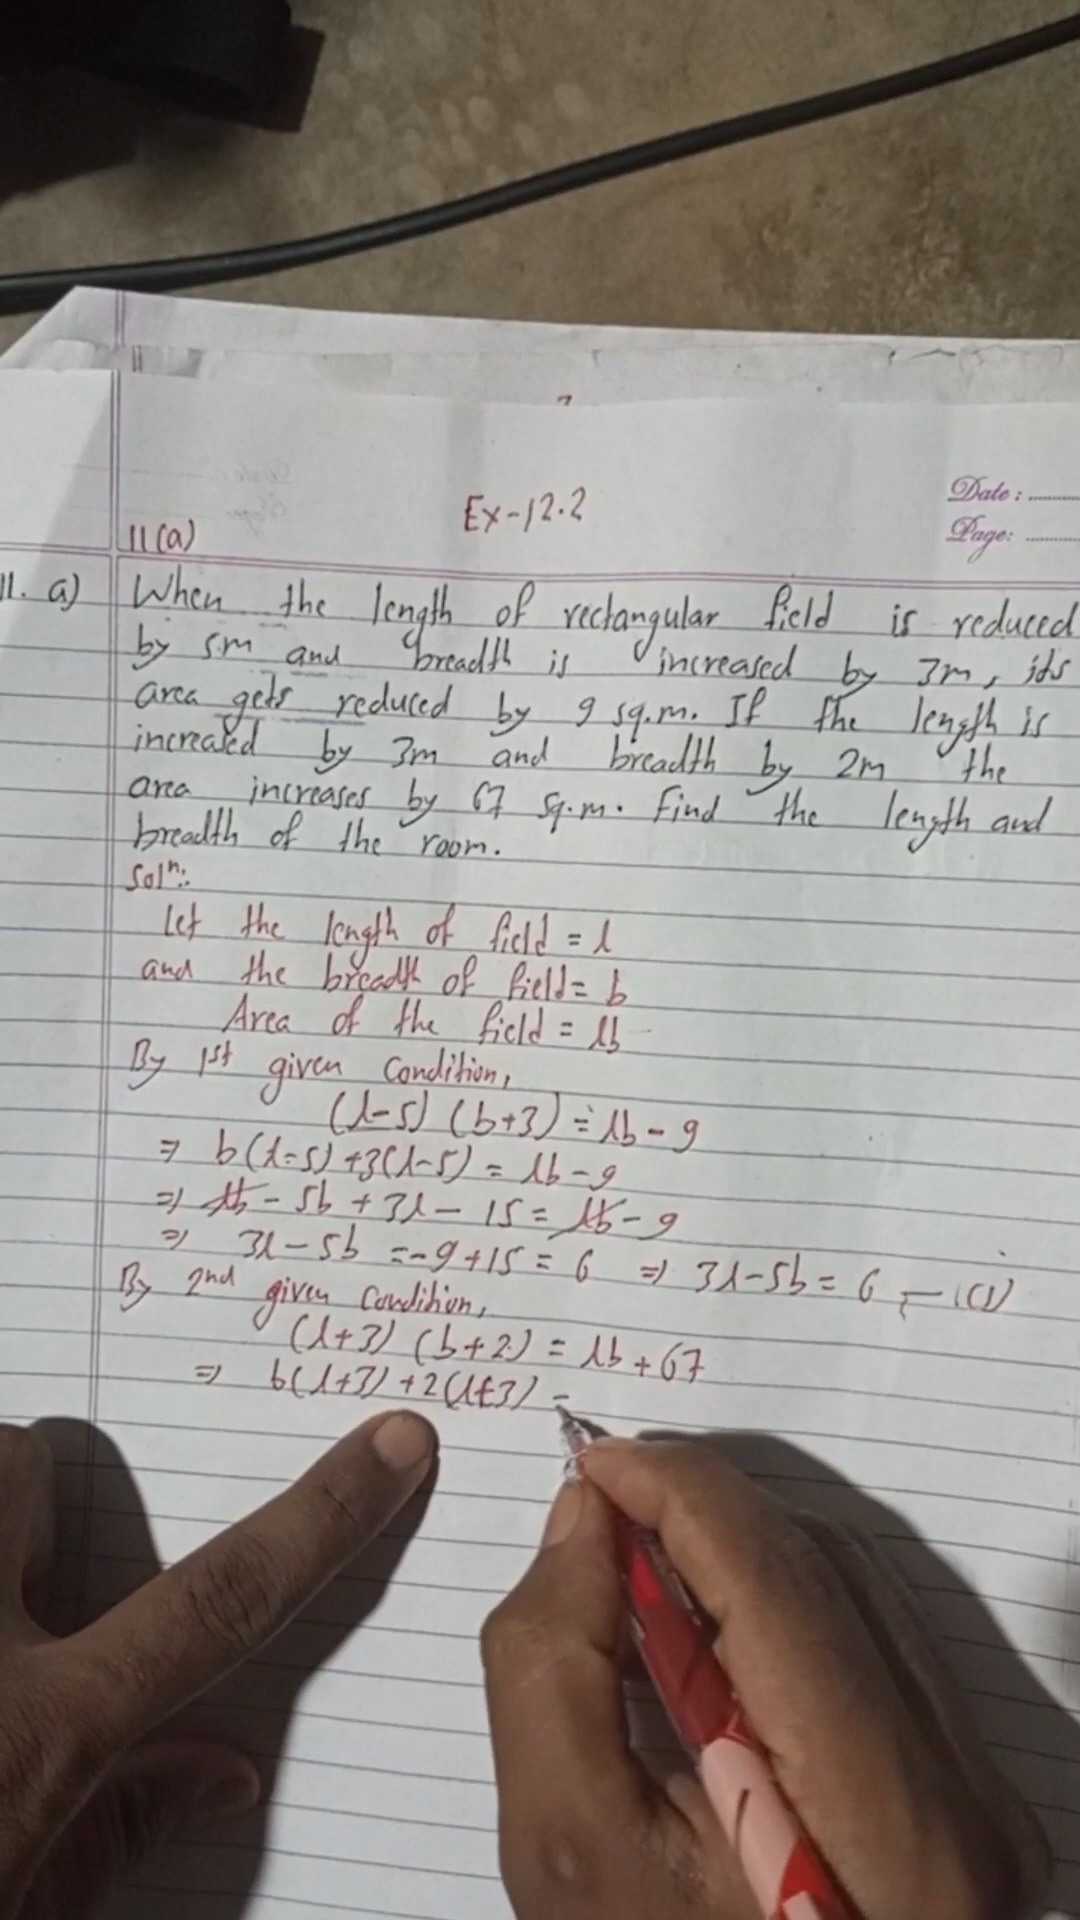 Ex-12.2
Date :
Page:
11(a)
11. a) When the length of rectangular field is reduced
by 5m and breadth is increased by 3m, its
area gets reduced by 9 sq.m. If the length is
increased by 3m and breadth by 2m the
area increases by 67 sq.m. Find the length and
breadth of the room.
Solⁿ:
Let the length of field = l
and the breadth of field = b
Area of the field = lb
By 1st given condition,
(l-5) (b+3) = lb - 9
⇒ b(l-5) +3(l-5) = lb - 9
⇒ lb - 5b + 3l - 15 = lb - 9
⇒ 3l - 5b = -9 + 15 = 6 ⇒ 3l - 5b = 6 — (1)
By 2nd given condition,
(l+3) (b+2) = lb + 67
⇒ b(l+3) +2(l+3) =